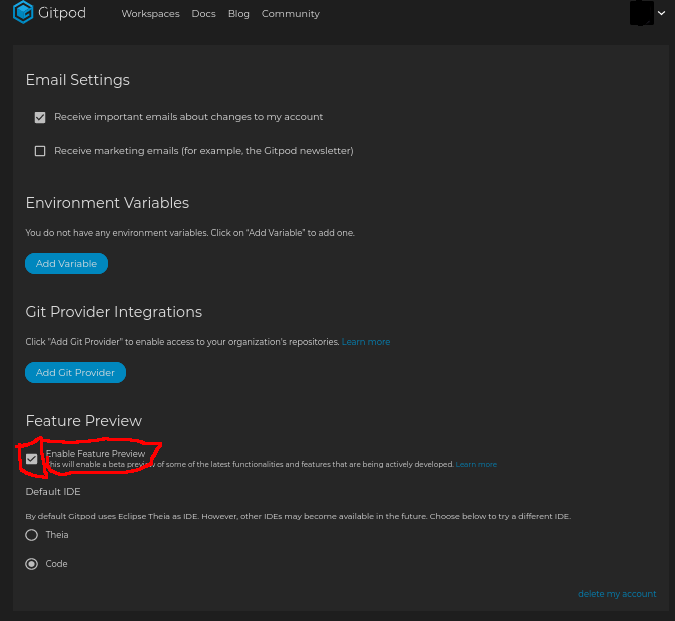 Gitpod Workspaces Docs Blog Community
Email Settings
Receive important emails about changes to my account
Receive marketing emails (for example, the Gitpod newsletter)
Environment Variables
You do not have any environment variables. Click on "Add Variable" to add one.
Add Variable
Git Provider Integrations
Click "Add Git Provider" to enable access to your organization's repositories. Learn more
Add Git Provider
Feature Preview
Enable Feature Preview
This will enable a beta preview of some of the latest functionalities and features that are being actively developed. Learn more
Default IDE
By default Gitpod uses Eclipse Theia as IDE. However, other IDEs may become available in the future. Choose below to try a different IDE.
Theia
Code
delete my account